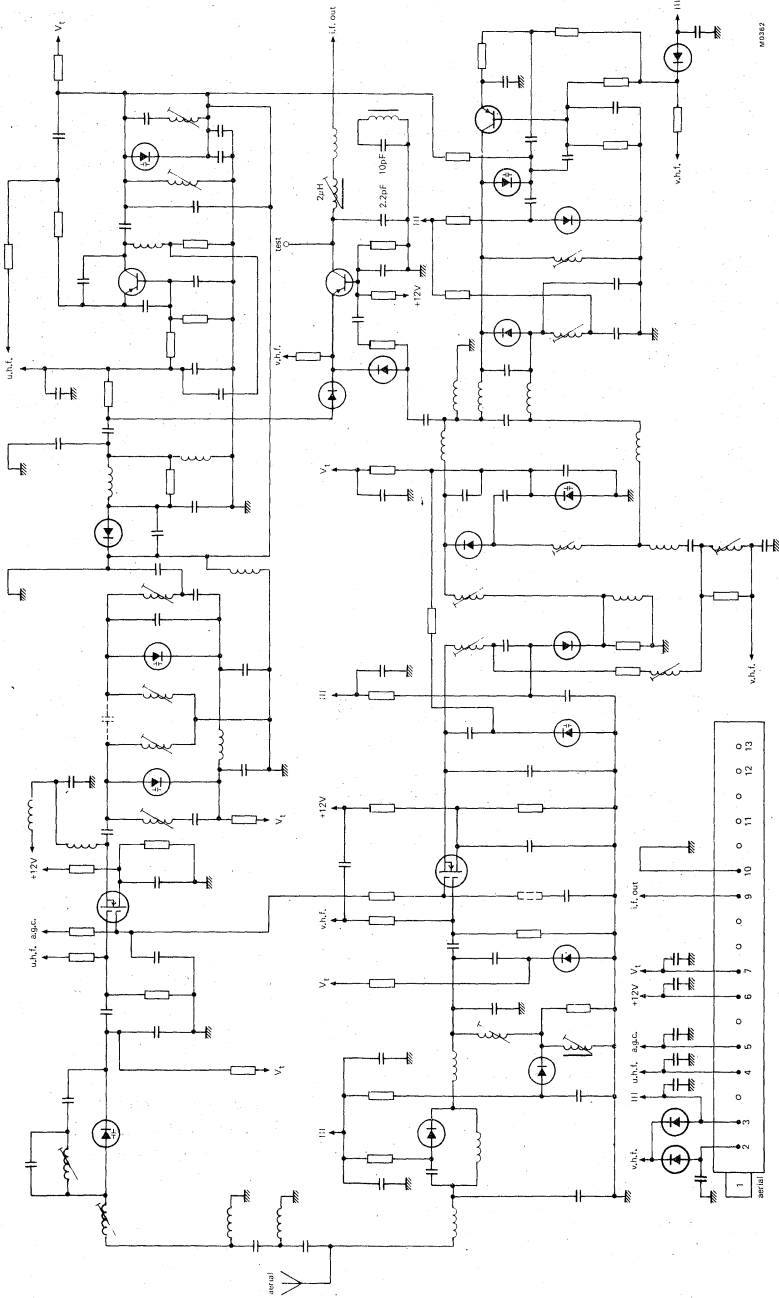 Vt
i.f. out
III
M0362
2μH
10pF
2.2pF
III
v.h.f.
test
+12V
u.h.f.
v.h.f.
Vt
v.h.f.
III
+12V
Vt
+12V
v.h.f.
a.g.c.
u.h.f.
Vt
Vt
III
aerial
v.h.f.
III
u.h.f.
a.g.c.
+12V
Vt
i.f. out
1
2
3
4
5
6
7
9
10
11
12
13
aerial